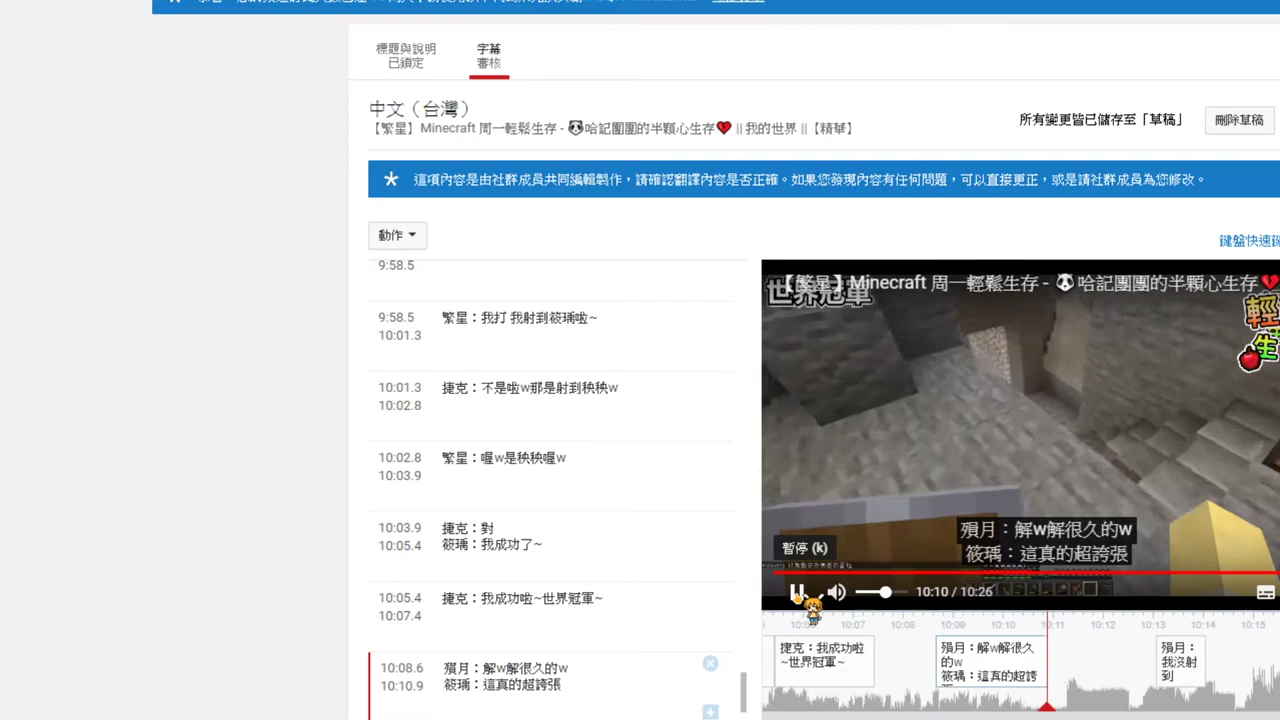 標題與說明
已鎖定
字幕
審核
中文（台灣）
【繁星】Minecraft 周一輕鬆生存 - 🐼哈記團團的半顆心生存💔 || 我的世界 ||【精華】
所有變更皆已儲存至「草稿」
刪除草稿
這項內容是由社群成員共同編輯製作，請確認翻譯內容是否正確。如果您發現內容有任何問題，可以直接更正，或是請社群成員為您修改。
動作
鍵盤快速鍵
9:58.5
9:58.5
10:01.3
繁星：我打 我射到筱瑀啦~
10:01.3
10:02.8
捷克：不是啦w那是射到秧秧w
10:02.8
10:03.9
繁星：喔w是秧秧喔w
10:03.9
10:05.4
捷克：對
筱瑀：我成功了~
10:05.4
10:07.4
捷克：我成功啦~世界冠軍~
10:08.6
10:10.9
殞月：解w解很久的w
筱瑀：這真的超誇張
【繁星】Minecraft 周一輕鬆生存 - 🐼哈記團團的半顆心生存💔
世界冠軍
輕
生
殞月：解w解很久的w
筱瑀：這真的超誇張
暫停 (k)
10:10 / 10:26
10:07
10:08
10:09
10:10
10:11
10:12
10:13
10:14
10:15
捷克：我成功啦
~世界冠軍~
殞月：解w解很久
的w
筱瑀：這真的超誇
殞月：
我沒射
到